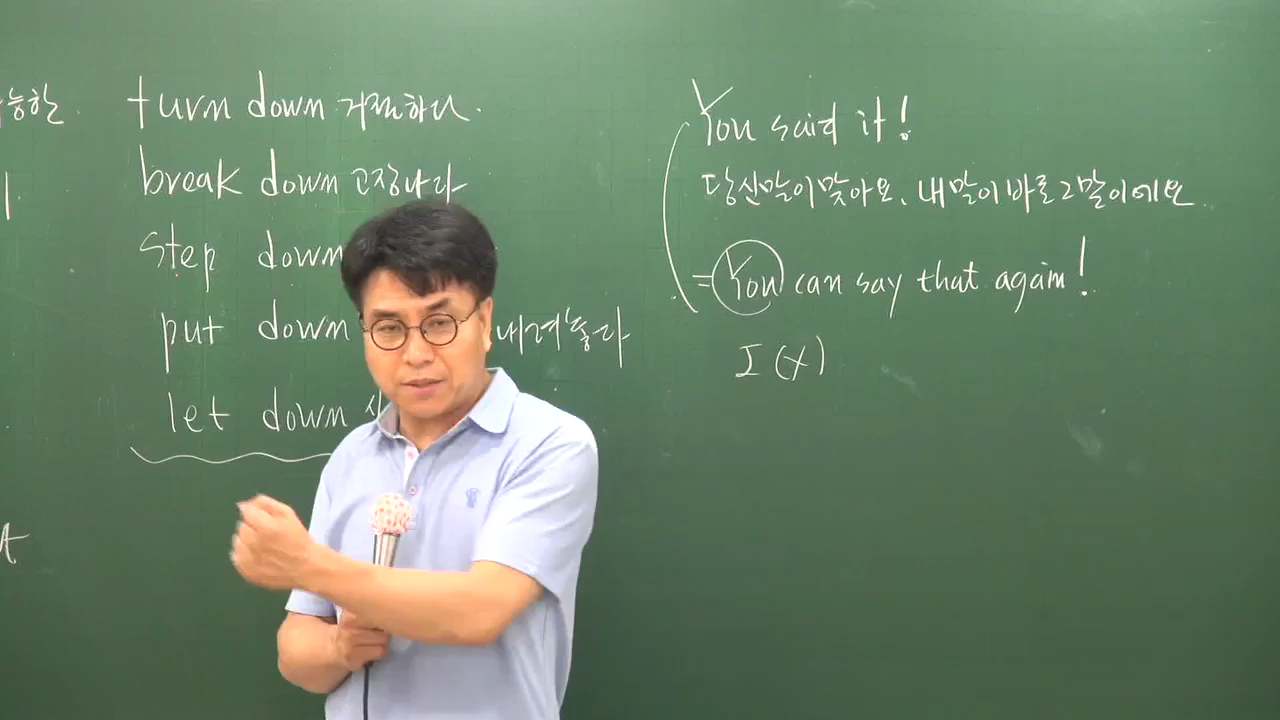 능한.
turn down 거절하다.
break down 고장나다
step down
put down 내려놓다
let down
You said it!
당신말이맞아요. 내말이바로그말이에요
= You can say that again!
I (x)